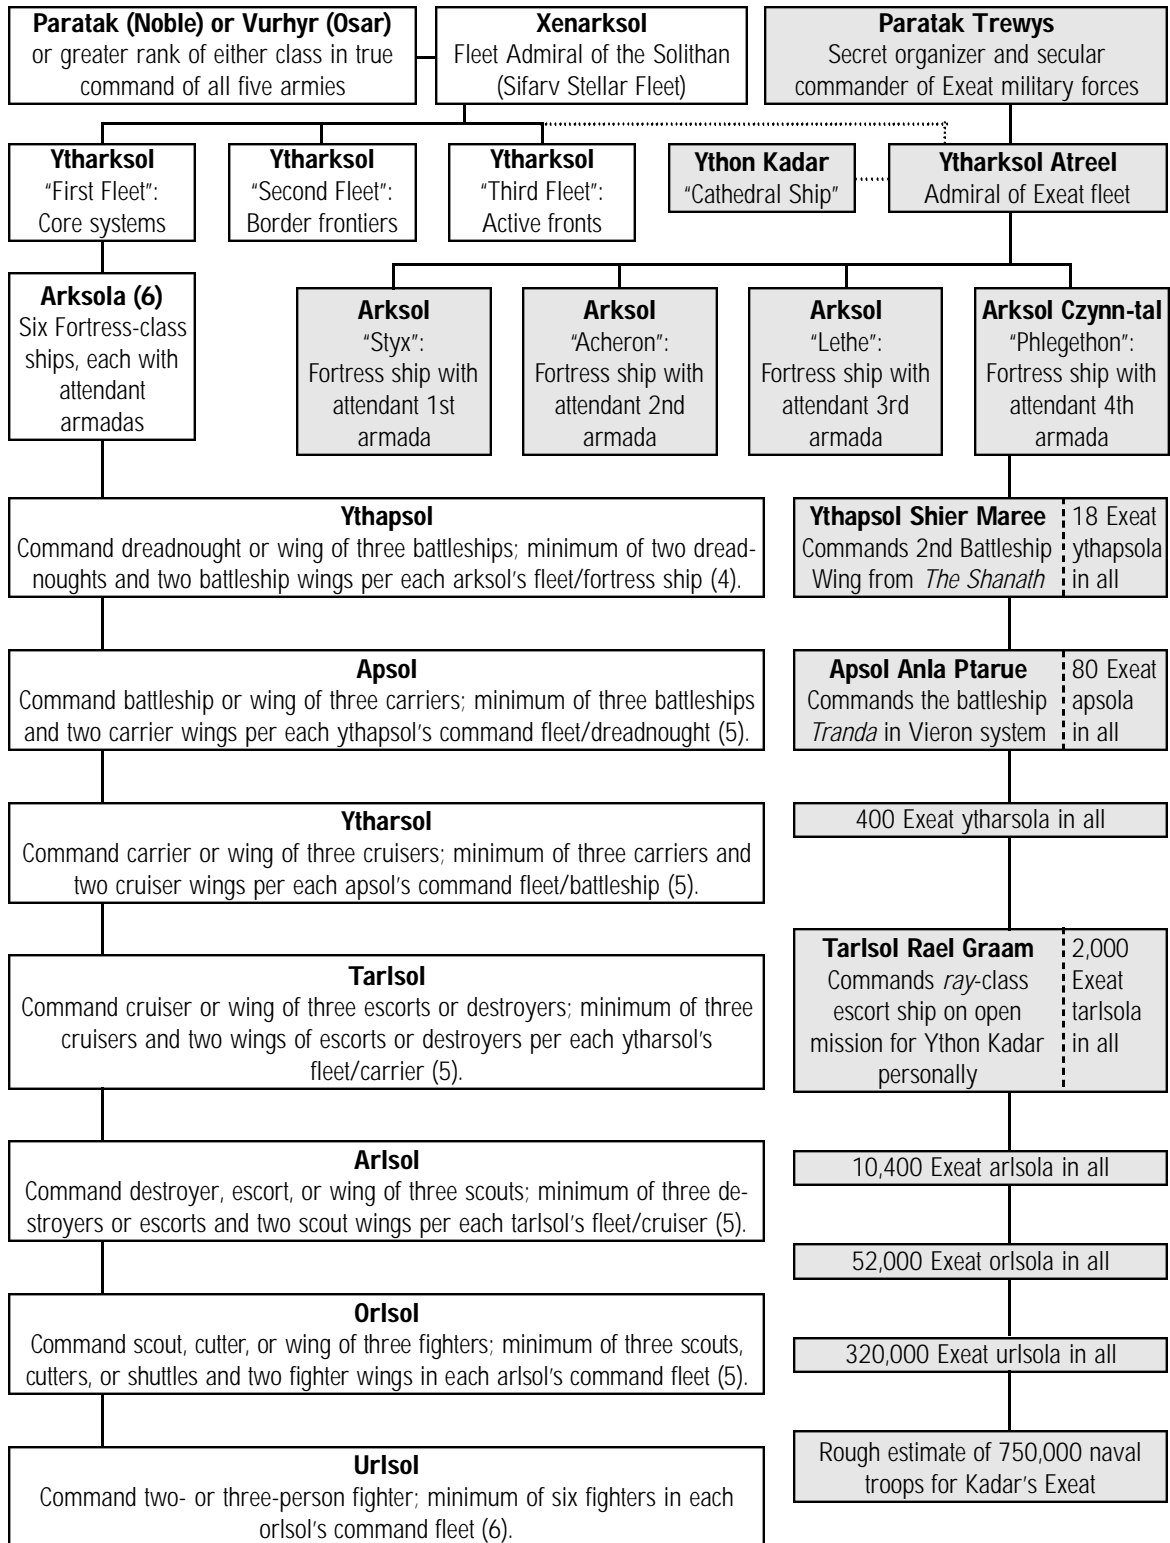 Paratak (Noble) or Vurhyr (Osar)
or greater rank of either class in true
command of all five armies
Xenarksol
Fleet Admiral of the Solithan
(Sifarv Stellar Fleet)
Paratak Trewys
Secret organizer and secular
commander of Exeat military forces
Ytharksol
"First Fleet":
Core systems
Ytharksol
"Second Fleet":
Border frontiers
Ytharksol
"Third Fleet":
Active fronts
Ython Kadar
"Cathedral Ship"
Ytharksol Atreel
Admiral of Exeat fleet
Arksola (6)
Six Fortress-class
ships, each with
attendant
armadas
Arksol
"Styx":
Fortress ship with
attendant 1st
armada
Arksol
"Acheron":
Fortress ship with
attendant 2nd
armada
Arksol
"Lethe":
Fortress ship with
attendant 3rd
armada
Arksol Czynn-tal
"Phlegethon":
Fortress ship with
attendant 4th
armada
Ythapsol
Command dreadnought or wing of three battleships; minimum of two dread-
noughts and two battleship wings per each arksol's fleet/fortress ship (4).
Ythapsol Shier Maree
Commands 2nd Battleship
Wing from The Shanath
18 Exeat
ythapsola
in all
Apsol
Command battleship or wing of three carriers; minimum of three battleships
and two carrier wings per each ythapsol's command fleet/dreadnought (5).
Apsol Anla Ptarue
Commands the battleship
Tranda in Vieron system
80 Exeat
apsola
in all
Ytharsol
Command carrier or wing of three cruisers; minimum of three carriers and
two cruiser wings per each apsol's command fleet/battleship (5).
400 Exeat ytharsola in all
Tarlsol
Command cruiser or wing of three escorts or destroyers; minimum of three
cruisers and two wings of escorts or destroyers per each ytharsol's
fleet/carrier (5).
Tarlsol Rael Graam
Commands ray-class
escort ship on open
mission for Ython Kadar
personally
2,000
Exeat
tarlsola
in all
Arlsol
Command destroyer, escort, or wing of three scouts; minimum of three de-
stroyers or escorts and two scout wings per each tarlsol's fleet/cruiser (5).
10,400 Exeat arlsola in all
52,000 Exeat orlsola in all
Orlsol
Command scout, cutter, or wing of three fighters; minimum of three scouts,
cutters, or shuttles and two fighter wings in each arlsol's command fleet (5).
320,000 Exeat urlsola in all
Urlsol
Command two- or three-person fighter; minimum of six fighters in each
orlsol's command fleet (6).
Rough estimate of 750,000 naval
troops for Kadar's Exeat